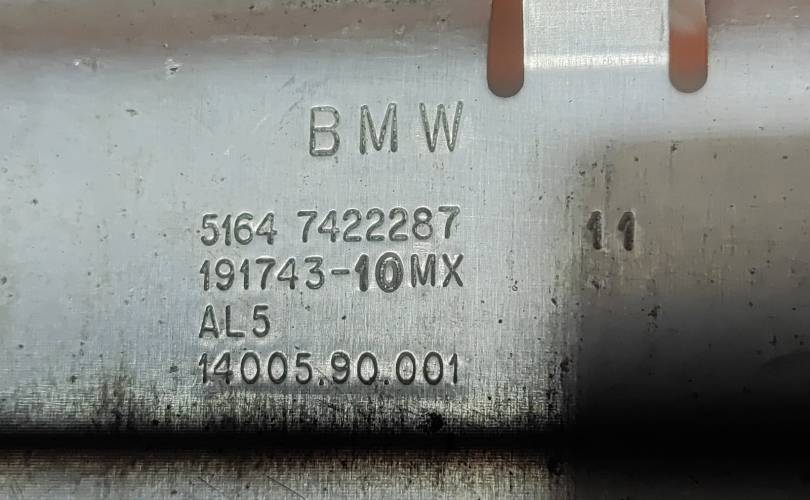 BMW
5164 7422287 11
191743-10MX
AL5
14005.90.001